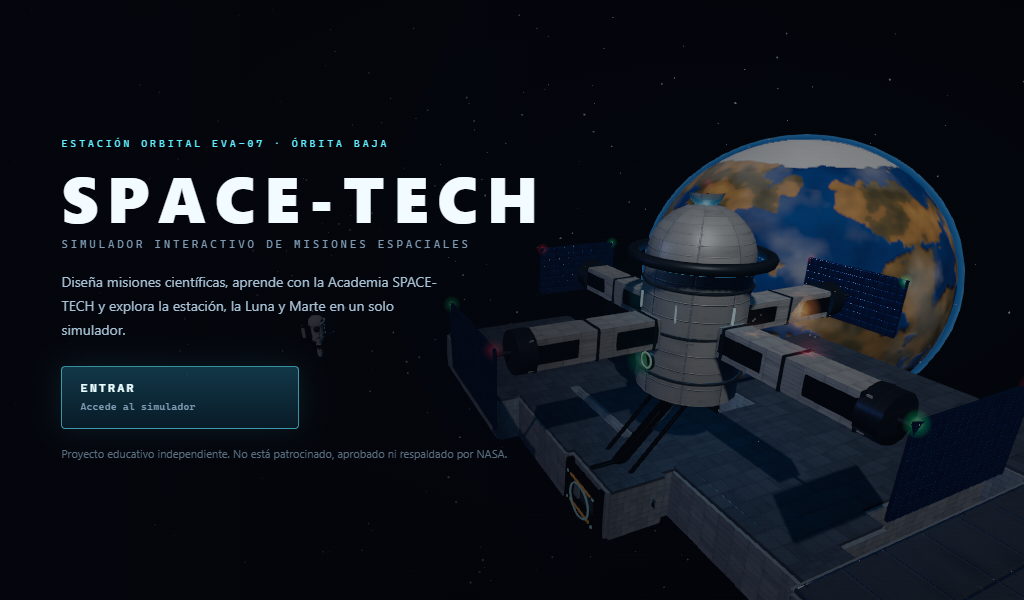 ESTACIÓN ORBITAL EVA-07 · ÓRBITA BAJA
SPACE-TECH
SIMULADOR INTERACTIVO DE MISIONES ESPACIALES
Diseña misiones científicas, aprende con la Academia SPACE-
TECH y explora la estación, la Luna y Marte en un solo
simulador.
ENTRAR
Accede al simulador
Proyecto educativo independiente. No está patrocinado, aprobado ni respaldado por NASA.